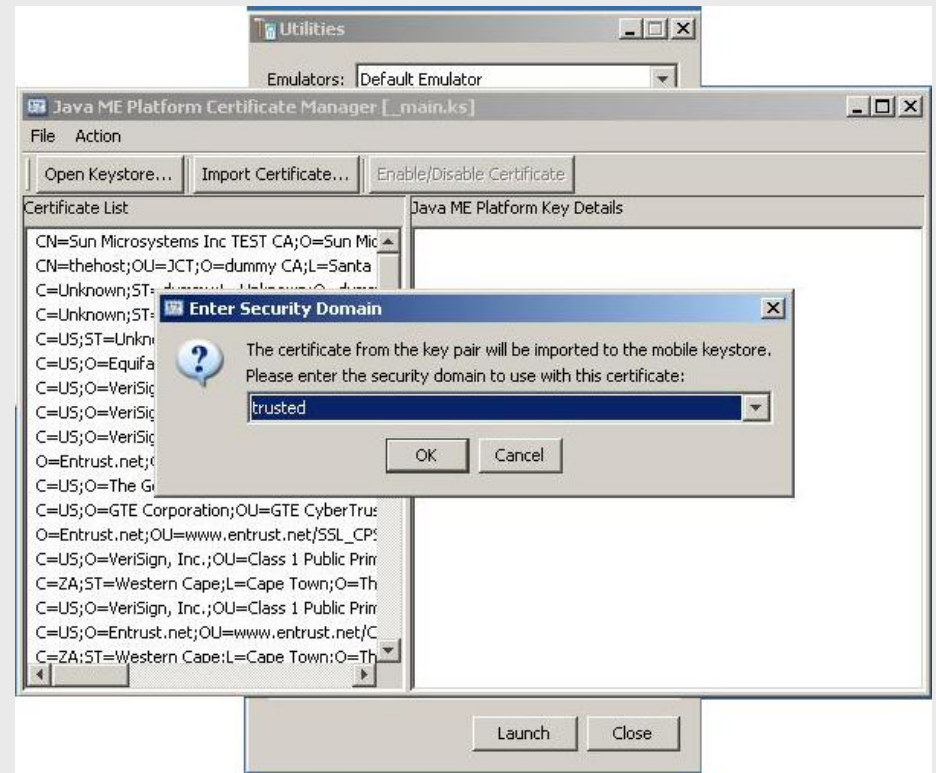 Utilities
Emulators: Default Emulator
Java ME Platform Certificate Manager [_main.ks]
File Action
Open Keystore... Import Certificate... Enable/Disable Certificate
Certificate List Java ME Platform Key Details
CN=Sun Microsystems Inc TEST CA;O=Sun Mic
CN=thehost;OU=JCT;O=dummy CA;L=Santa
C=Unknown;ST=
C=Unknown;ST=
Enter Security Domain
C=US;ST=Unkn
The certificate from the key pair will be imported to the mobile keystore.
C=US;O=Equifa
Please enter the security domain to use with this certificate:
C=US;O=VeriSig
trusted
C=US;O=VeriSig
C=US;O=VeriSig
OK Cancel
O=Entrust.net;
C=US;O=The G
C=US;O=GTE Corporation;OU=GTE CyberTrus
O=Entrust.net;OU=www.entrust.net/SSL_CPS
C=US;O=VeriSign, Inc.;OU=Class 1 Public Prim
C=ZA;ST=Western Cape;L=Cape Town;O=Th
C=US;O=VeriSign, Inc.;OU=Class 1 Public Prim
C=US;O=Entrust.net;OU=www.entrust.net/C
C=ZA;ST=Western Cape;L=Cape Town;O=Th
Launch Close